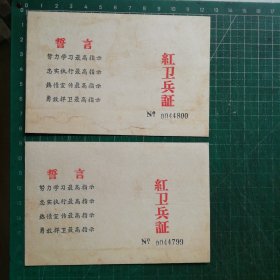 誓言
努力学习最高指示
忠实执行最高指示
热情宣传最高指示
勇敢捍卫最高指示
紅卫兵証
№ 0044800
誓言
努力学习最高指示
忠实执行最高指示
热情宣传最高指示
勇敢捍卫最高指示
紅卫兵証
№ 0044799